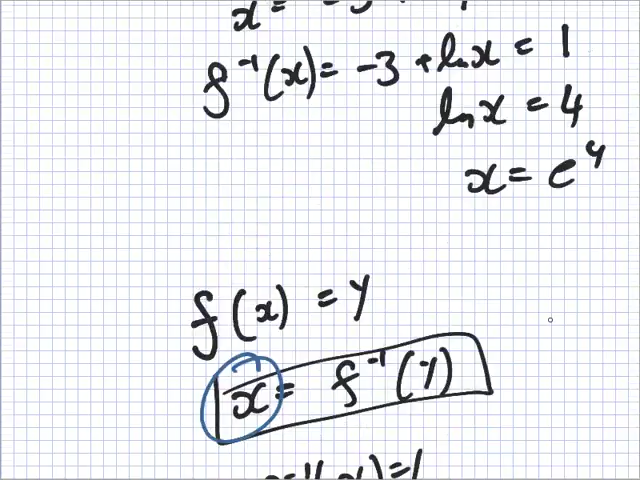 f⁻¹(x) = -3 + ln x = 1
ln x = 4
x = e⁴
f(x) = y
x = f⁻¹(y)